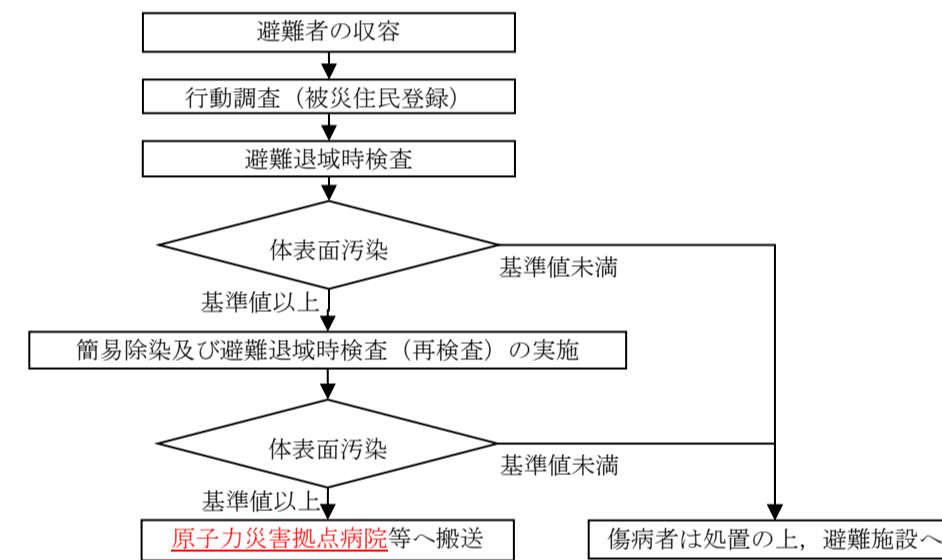 避難者の収容
行動調査（被災住民登録）
避難退域時検査
体表面汚染
基準値未満
基準値以上
簡易除染及び避難退域時検査（再検査）の実施
体表面汚染
基準値未満
基準値以上
原子力災害拠点病院等へ搬送
傷病者は処置の上，避難施設へ